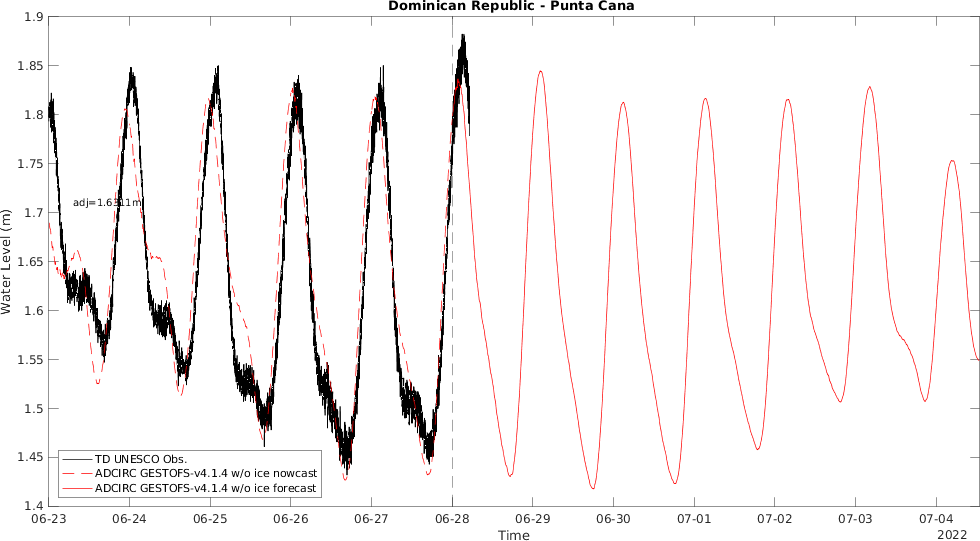 Dominican Republic - Punta Cana
1.9
1.85
1.8
1.75
1.7
1.65
1.6
1.55
1.5
1.45
1.4
Water Level (m)
adj=1.6311m
TD UNESCO Obs.
ADCIRC GESTOFS-v4.1.4 w/o ice nowcast
ADCIRC GESTOFS-v4.1.4 w/o ice forecast
06-23 06-24 06-25 06-26 06-27 06-28 06-29 06-30 07-01 07-02 07-03 07-04
Time
2022